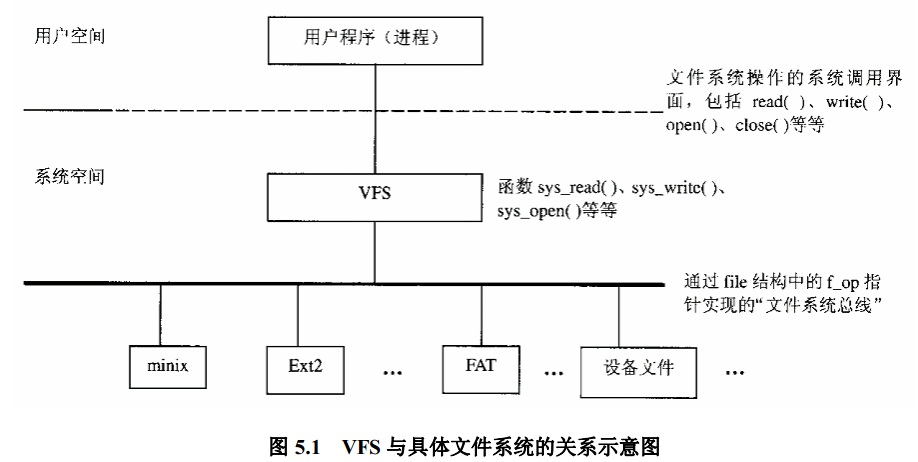 用户空间
用户程序（进程）
文件系统操作的系统调用界
面，包括 read( )、write( )、
open( )、close( )等等
系统空间
VFS
函数 sys_read( )、sys_write( )、
sys_open( )等等
通过 file 结构中的 f_op 指
针实现的“文件系统总线”
minix
Ext2
…
FAT
…
设备文件
…
图 5.1 VFS 与具体文件系统的关系示意图